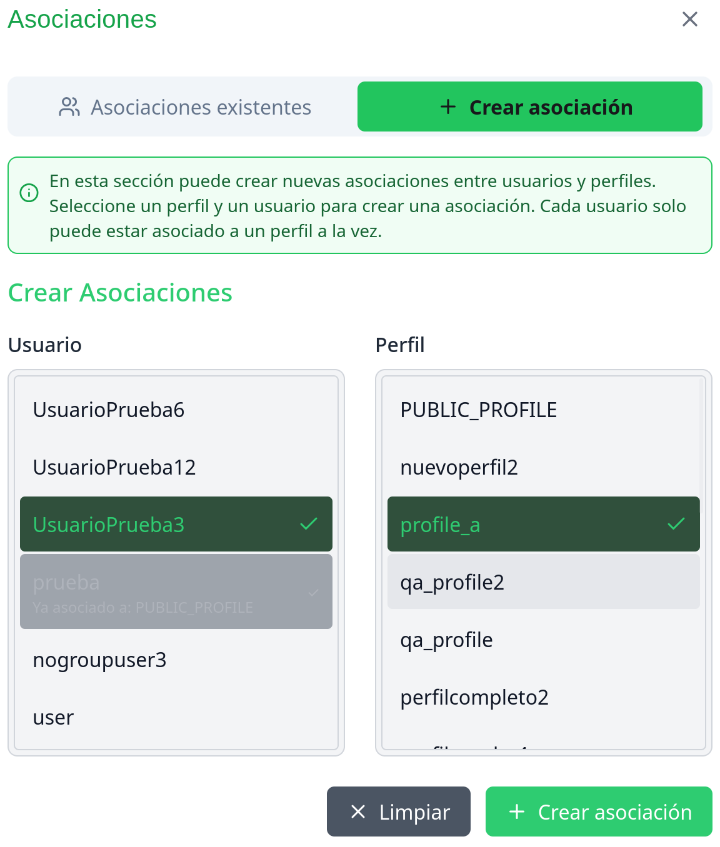 Asociaciones
Asociaciones existentes
Crear asociación
En esta sección puede crear nuevas asociaciones entre usuarios y perfiles.
Seleccione un perfil y un usuario para crear una asociación. Cada usuario solo
puede estar asociado a un perfil a la vez.
Crear Asociaciones
Usuario
UsuarioPrueba6
UsuarioPrueba12
UsuarioPrueba3
prueba
Ya asociado a: PUBLIC_PROFILE
nogroupuser3
user
Perfil
PUBLIC_PROFILE
nuevoperfil2
profile_a
qa_profile2
qa_profile
perfilcompleto2
Limpiar
Crear asociación